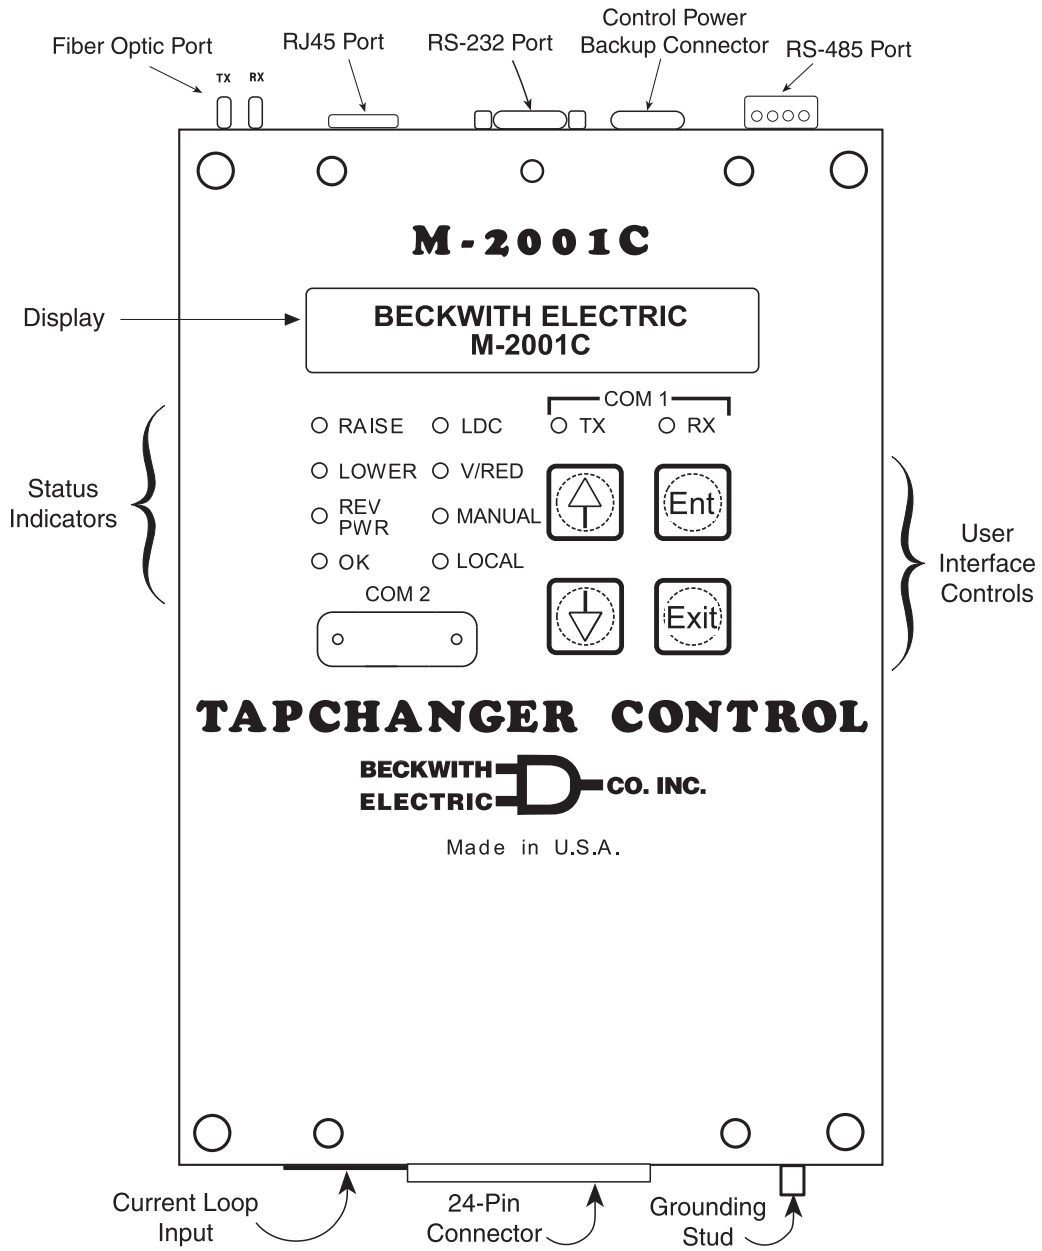 Fiber Optic Port
RJ45 Port
RS-232 Port
Control Power
Backup Connector
RS-485 Port
TX RX
M-2001C
Display
BECKWITH ELECTRIC
M-2001C
COM 1
RAISE LDC TX RX
LOWER V/RED
REV
PWR
MANUAL
OK LOCAL
Ent
Exit
COM 2
Status
Indicators
User
Interface
Controls
TAPCHANGER CONTROL
BECKWITH
ELECTRIC
CO. INC.
Made in U.S.A.
Current Loop
Input
24-Pin
Connector
Grounding
Stud